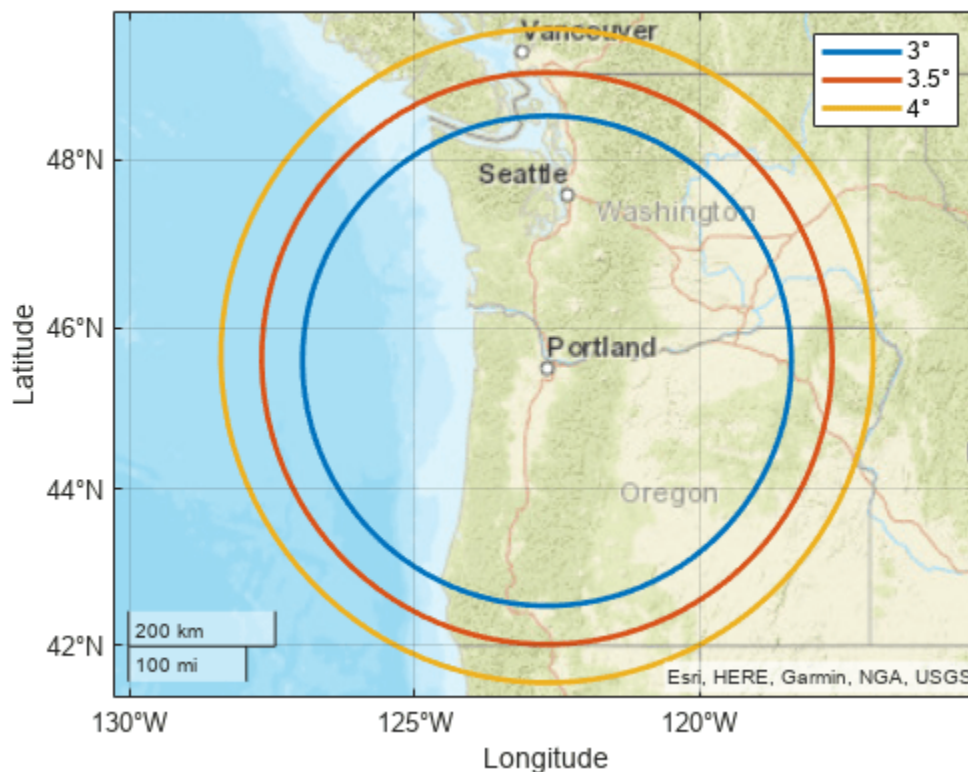 Vancouver
3°
3.5°
4°
48°N
Seattle
Washington
46°N
Portland
Latitude
44°N
Oregon
200 km
100 mi
42°N
Esri, HERE, Garmin, NGA, USGS
130°W
125°W
120°W
Longitude